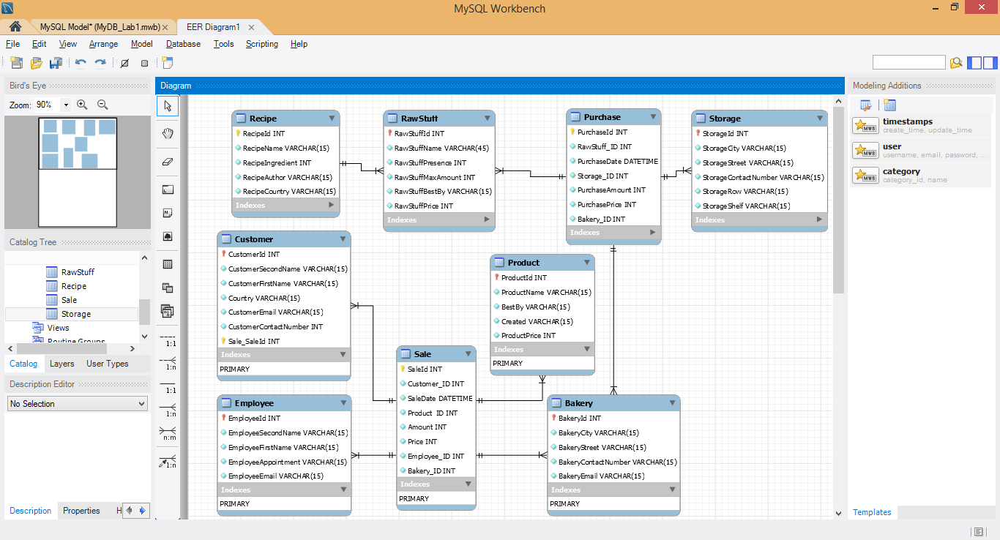 MySQL Workbench
MySQL Model* (MyDB_Lab1.mwb) ×
EER Diagram1 ×
File Edit View Arrange Model Database Tools Scripting Help
Bird's Eye
Zoom: 90%
Catalog Tree
RawStuff
Recipe
Sale
Storage
Views
Routine Groups
Catalog Layers User Types
Description Editor
No Selection
Description Properties H
1:1
1:n
1:1
1:n
n:m
1:n
Diagram
Recipe
RecipeId INT
RecipeName VARCHAR(15)
RecipeIngredient INT
RecipeAuthor VARCHAR(15)
RecipeCountry VARCHAR(15)
Indexes
RawStuff
RawStuffId INT
RawStuffName VARCHAR(45)
RawStuffPresence INT
RawStuffMaxAmount INT
RawStuffBestBy VARCHAR(15)
RawStuffPrice INT
Indexes
Purchase
PurchaseId INT
RawStuff_ID INT
PurchaseDate DATETIME
Storage_ID INT
PurchaseAmount INT
PurchasePrice INT
Bakery_ID INT
Indexes
Storage
StorageId INT
StorageCity VARCHAR(15)
StorageStreet VARCHAR(15)
StorageContactNumber VARCHAR(15)
StorageRow VARCHAR(15)
StorageShelf VARCHAR(15)
Indexes
Customer
CustomerId INT
CustomerSecondName VARCHAR(15)
CustomerFirstName VARCHAR(15)
Country VARCHAR(15)
CustomerEmail VARCHAR(15)
CustomerContactNumber INT
Sale_SaleId INT
Indexes
PRIMARY
Product
ProductId INT
ProductName VARCHAR(15)
BestBy VARCHAR(15)
Created VARCHAR(15)
ProductPrice INT
Indexes
PRIMARY
Sale
SaleId INT
Customer_ID INT
SaleDate DATETIME
Product_ID INT
Amount INT
Price INT
Employee_ID INT
Bakery_ID INT
Indexes
PRIMARY
Employee
EmployeeId INT
EmployeeSecondName VARCHAR(15)
EmployeeFirstName VARCHAR(15)
EmployeeAppointment VARCHAR(15)
EmployeeEmail VARCHAR(15)
Indexes
PRIMARY
Bakery
BakeryId INT
BakeryCity VARCHAR(15)
BakeryStreet VARCHAR(15)
BakeryContactNumber VARCHAR(15)
BakeryEmail VARCHAR(15)
Indexes
PRIMARY
Modeling Additions
MWB
timestamps
create_time, update_time
MWB
user
username, email, password, ...
MWB
category
category_id, name
Templates